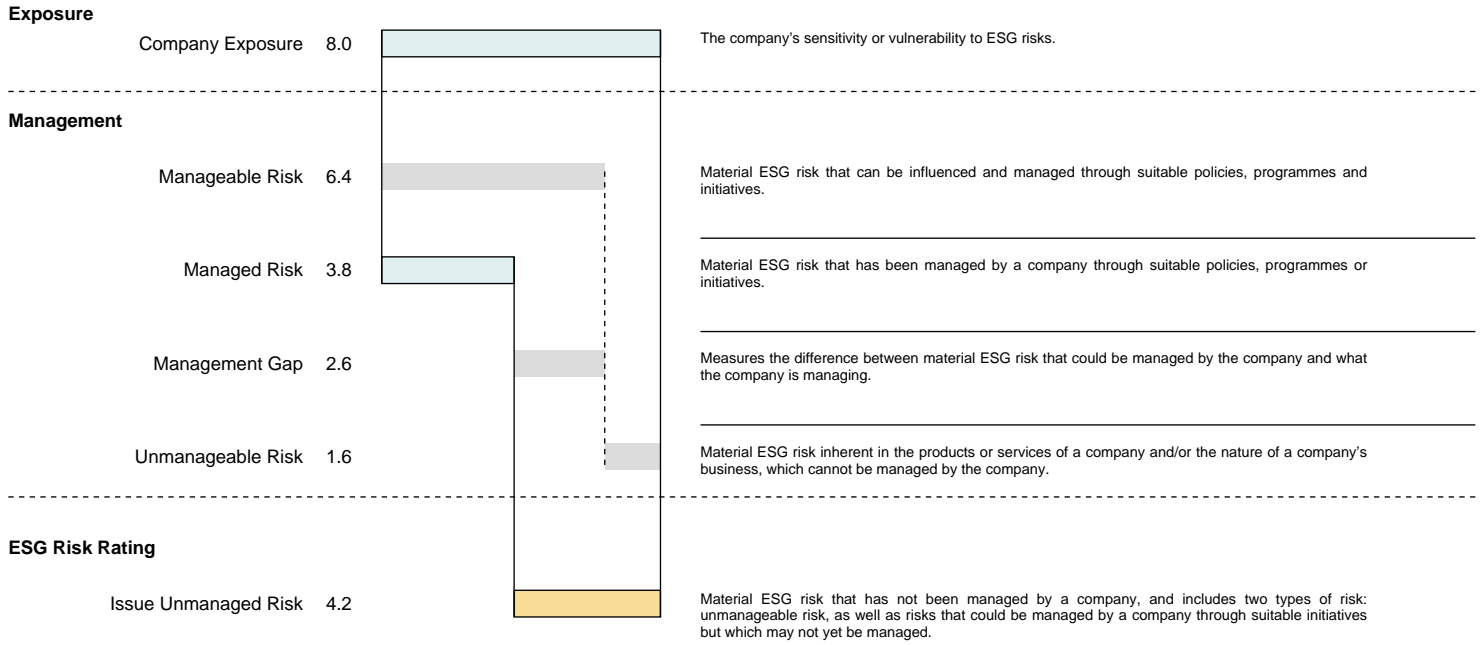 Exposure
Company Exposure 8.0
The company’s sensitivity or vulnerability to ESG risks.
Management
Manageable Risk 6.4
Material ESG risk that can be influenced and managed through suitable policies, programmes and
initiatives.
Managed Risk 3.8
Material ESG risk that has been managed by a company through suitable policies, programmes or
initiatives.
Management Gap 2.6
Measures the difference between material ESG risk that could be managed by the company and what
the company is managing.
Unmanageable Risk 1.6
Material ESG risk inherent in the products or services of a company and/or the nature of a company’s
business, which cannot be managed by the company.
ESG Risk Rating
Issue Unmanaged Risk 4.2
Material ESG risk that has not been managed by a company, and includes two types of risk:
unmanageable risk, as well as risks that could be managed by a company through suitable initiatives
but which may not yet be managed.